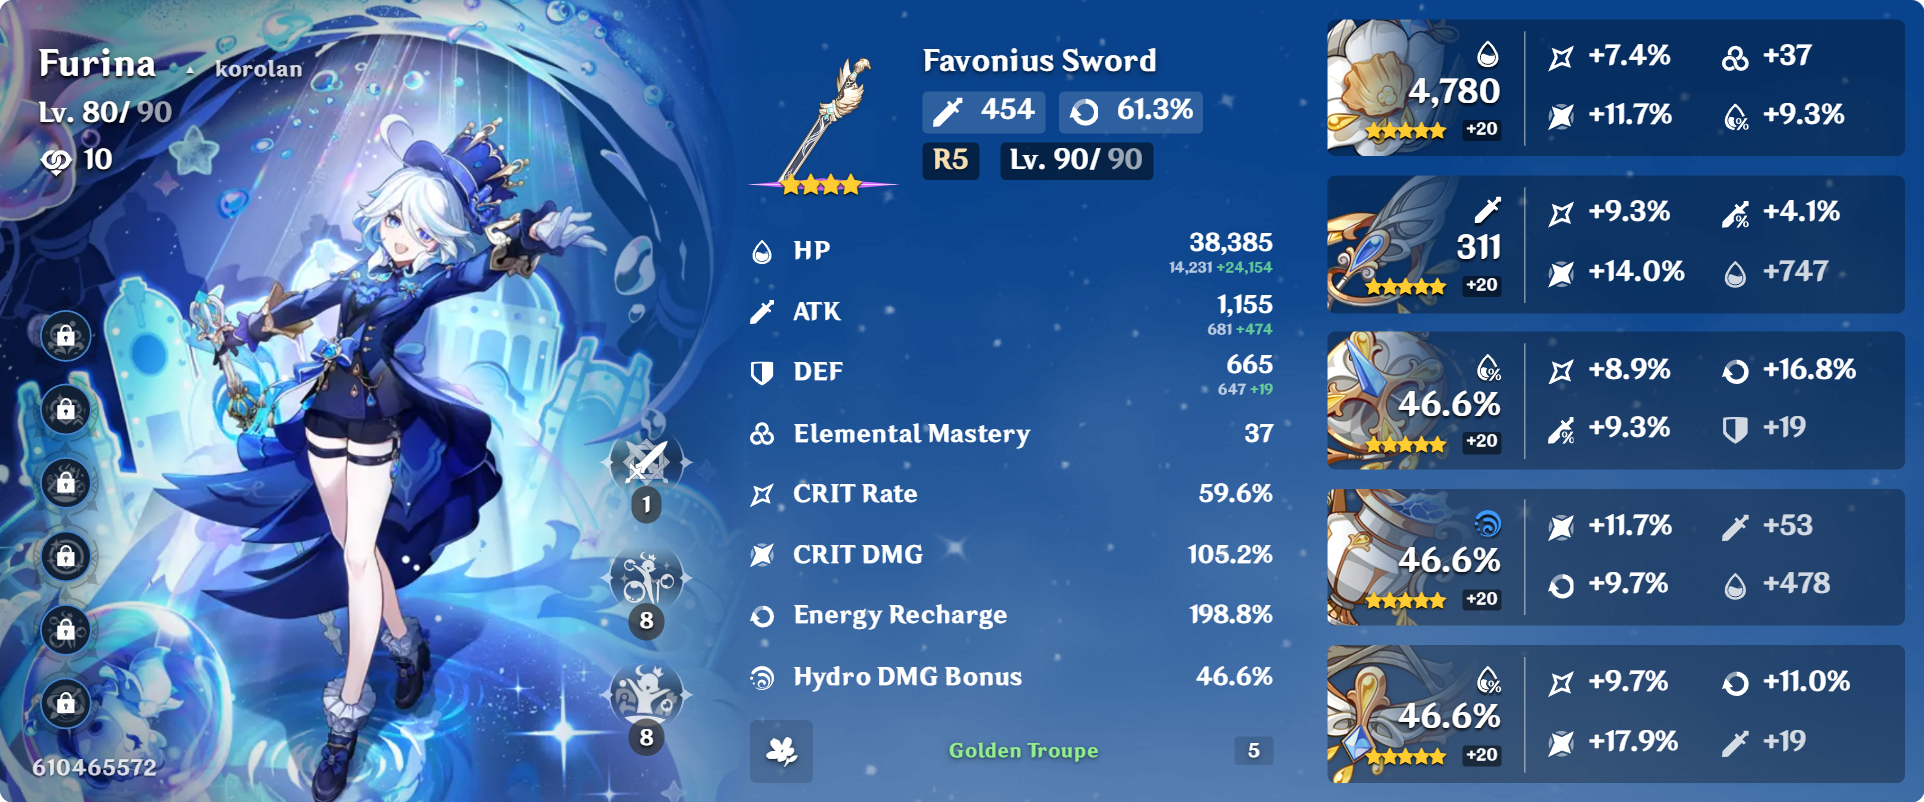 Furina korolan
Lv. 80/ 90
10
1
8
8
610465572
Favonius Sword
454 61.3%
R5 Lv. 90/ 90
HP 38,385
14,231 +24,154
ATK 1,155
681 +474
DEF 665
647 +19
Elemental Mastery 37
CRIT Rate 59.6%
CRIT DMG 105.2%
Energy Recharge 198.8%
Hydro DMG Bonus 46.6%
Golden Troupe 5
4,780
+20
+7.4% +37
+11.7% +9.3%
311
+20
+9.3% +4.1%
+14.0% +747
46.6%
+20
+8.9% +16.8%
+9.3% +19
46.6%
+20
+11.7% +53
+9.7% +478
46.6%
+20
+9.7% +11.0%
+17.9% +19